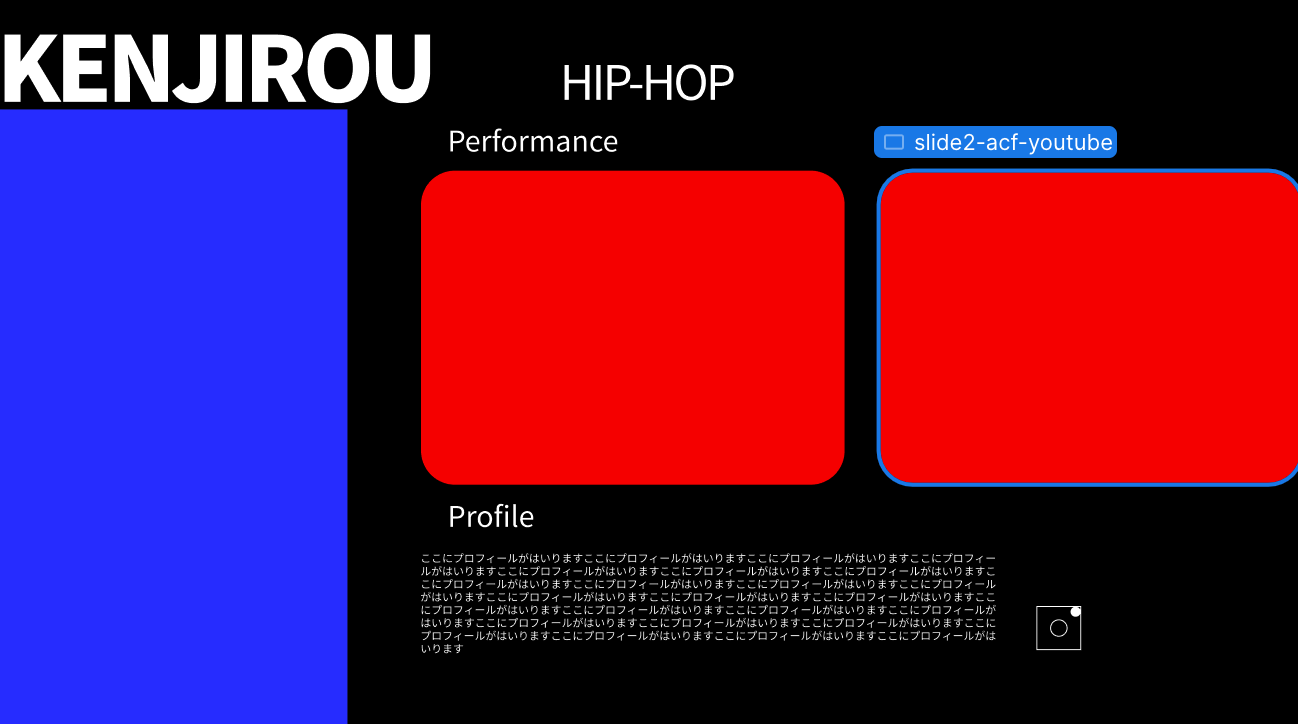 KENJIROU
HIP-HOP
Performance
slide2-acf-youtube
Profile
ここにプロフィールがはいりますここにプロフィールがはいりますここにプロフィールがはいりますここにプロフィー
ルがはいりますここにプロフィールがはいりますここにプロフィールがはいりますここにプロフィールがはいりますこ
こにプロフィールがはいりますここにプロフィールがはいりますここにプロフィールがはいりますここにプロフィール
がはいりますここにプロフィールがはいりますここにプロフィールがはいりますここにプロフィールがはいりますここ
にプロフィールがはいりますここにプロフィールがはいりますここにプロフィールがはいりますここにプロフィールが
はいりますここにプロフィールがはいりますここにプロフィールがはいりますここにプロフィールがはいりますここに
プロフィールがはいりますここにプロフィールがはいりますここにプロフィールがはいりますここにプロフィールがは
いります